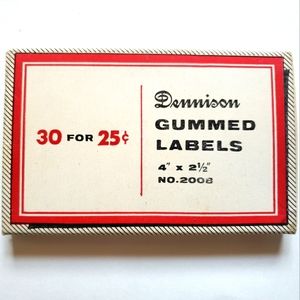 30 FOR 25¢
Dennison
GUMMED
LABELS
4" x 2½"
NO. 2008